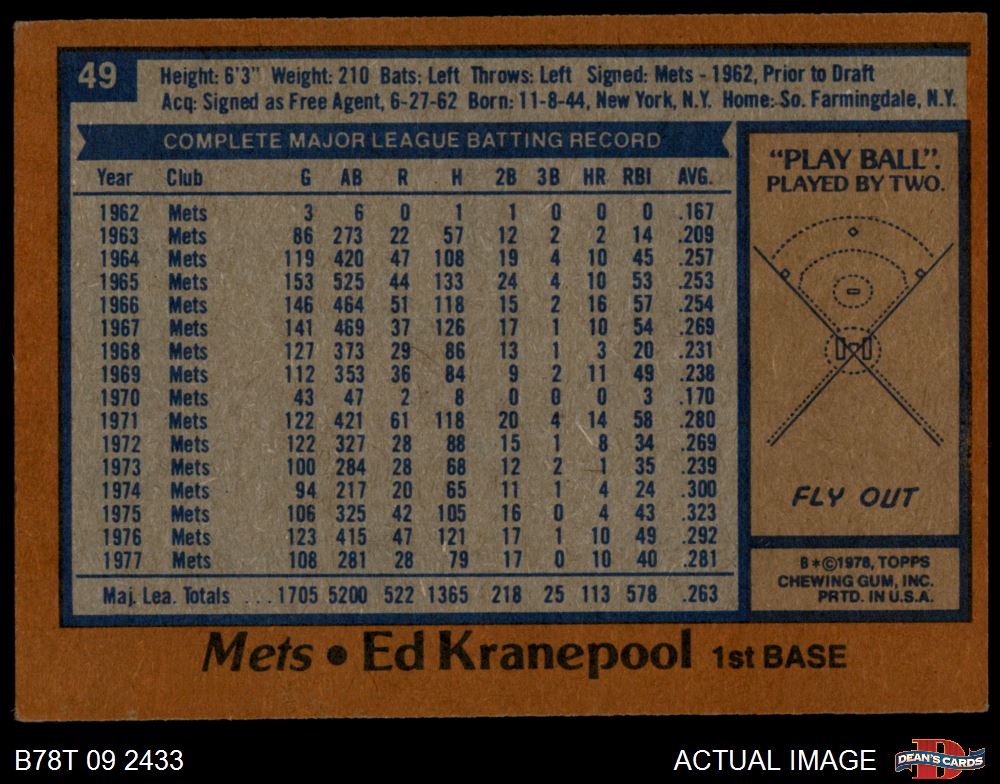 49
Height: 6'3" Weight: 210 Bats: Left Throws: Left Signed: Mets - 1962, Prior to Draft
Acq: Signed as Free Agent, 6-27-62 Born: 11-8-44, New York, N.Y. Home: So. Farmingdale, N.Y.
COMPLETE MAJOR LEAGUE BATTING RECORD
Year Club G AB R H 2B 3B HR RBI AVG.
1962 Mets 3 6 0 1 1 0 0 0 .167
1963 Mets 86 273 22 57 12 2 2 14 .209
1964 Mets 119 420 47 108 19 4 10 45 .257
1965 Mets 153 525 44 133 24 4 10 53 .253
1966 Mets 146 464 51 118 15 2 16 57 .254
1967 Mets 141 469 37 126 17 1 10 54 .269
1968 Mets 127 373 29 86 13 1 3 20 .231
1969 Mets 112 353 36 84 9 2 11 49 .238
1970 Mets 43 47 2 8 0 0 0 3 .170
1971 Mets 122 421 61 118 20 4 14 58 .280
1972 Mets 122 327 28 88 15 1 8 34 .269
1973 Mets 100 284 28 68 12 2 1 35 .239
1974 Mets 94 217 20 65 11 1 4 24 .300
1975 Mets 106 325 42 105 16 0 4 43 .323
1976 Mets 123 415 47 121 17 1 10 49 .292
1977 Mets 108 281 28 79 17 0 10 40 .281
Maj. Lea. Totals ...1705 5200 522 1365 218 25 113 578 .263
"PLAY BALL".
PLAYED BY TWO.
FLY OUT
B*©1978, TOPPS
CHEWING GUM, INC.
PRTD. IN U.S.A.
Mets • Ed Kranepool 1st BASE
B78T 09 2433
ACTUAL IMAGE
DEAN'S CARDS